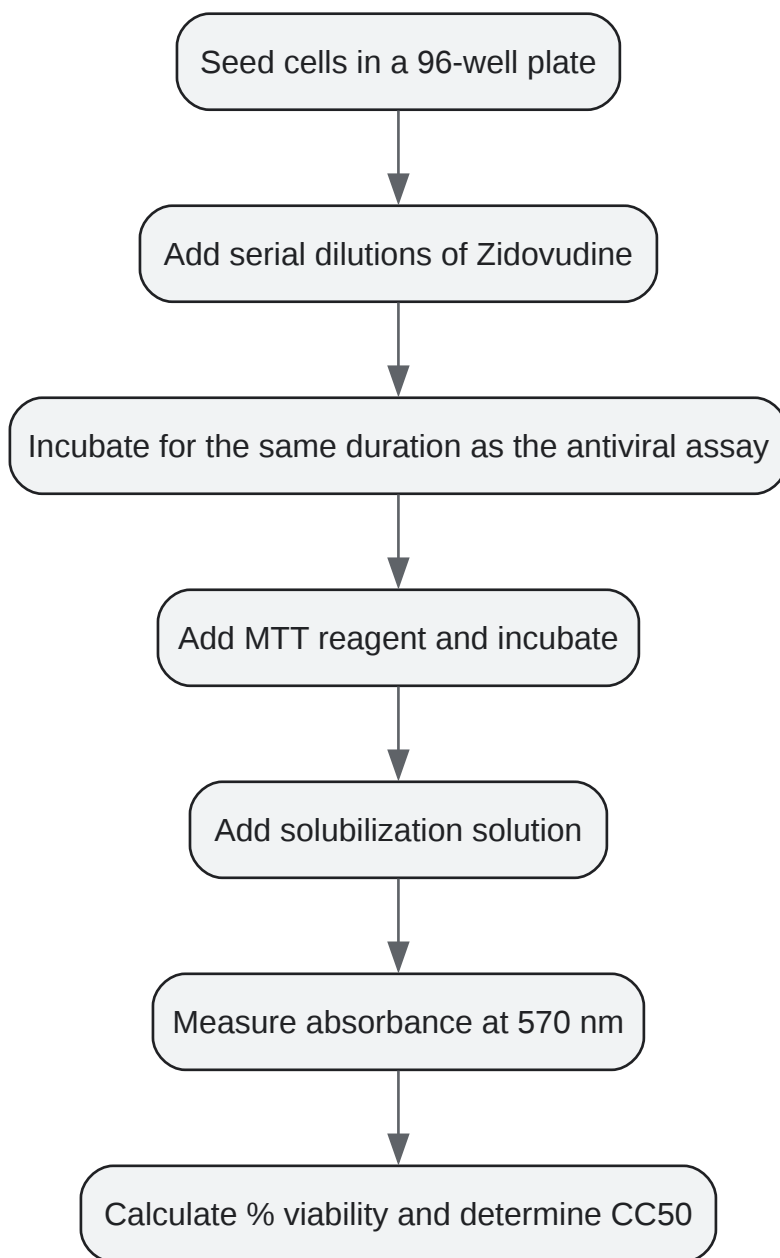 Seed cells in a 96-well plate
Add serial dilutions of Zidovudine
Incubate for the same duration as the antiviral assay
Add MTT reagent and incubate
Add solubilization solution
Measure absorbance at 570 nm
Calculate % viability and determine CC50